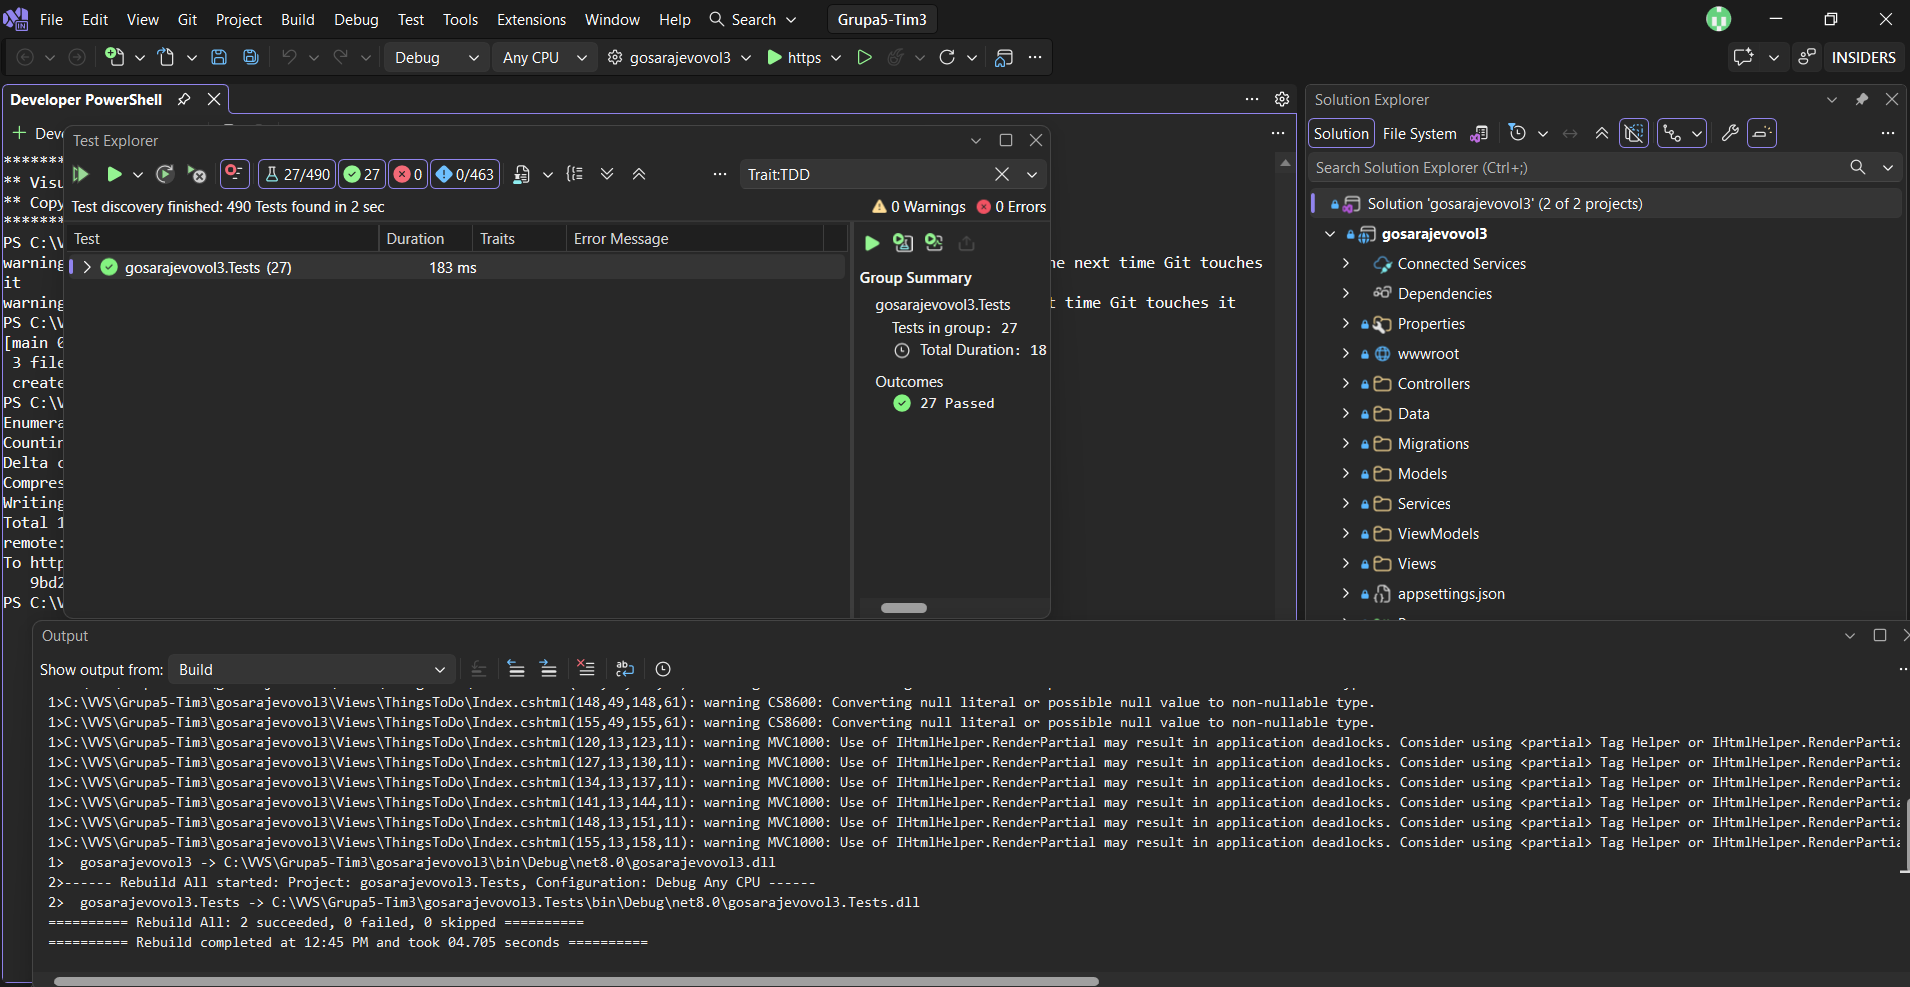 File Edit View Git Project Build Debug Test Tools Extensions Window Help Search Grupa5-Tim3
Debug Any CPU gosarajevovol3 https INSIDERS
Developer PowerShell
+ Dev
Test Explorer
27/490 27 0 0/463 Trait:TDD
Test discovery finished: 490 Tests found in 2 sec 0 Warnings 0 Errors
Test Duration Traits Error Message
gosarajevovol3.Tests (27) 183 ms
Group Summary
gosarajevovol3.Tests
Tests in group: 27
Total Duration: 18
Outcomes
27 Passed
********
** Visu
** Copy
********
PS C:\V
warning
it
warning
PS C:\V
[main 0
3 file
create
PS C:\V
Enumera
Countin
Delta c
Compres
Writing
Total 1
remote:
To http
9bd2
PS C:\V
e next time Git touches
t time Git touches it
Solution Explorer
Solution File System
Search Solution Explorer (Ctrl+;)
Solution 'gosarajevovol3' (2 of 2 projects)
gosarajevovol3
Connected Services
Dependencies
Properties
wwwroot
Controllers
Data
Migrations
Models
Services
ViewModels
Views
appsettings.json
Output
Show output from: Build
1>C:\VVS\Grupa5-Tim3\gosarajevovol3\Views\ThingsToDo\Index.cshtml(148,49,148,61): warning CS8600: Converting null literal or possible null value to non-nullable type.
1>C:\VVS\Grupa5-Tim3\gosarajevovol3\Views\ThingsToDo\Index.cshtml(155,49,155,61): warning CS8600: Converting null literal or possible null value to non-nullable type.
1>C:\VVS\Grupa5-Tim3\gosarajevovol3\Views\ThingsToDo\Index.cshtml(120,13,123,11): warning MVC1000: Use of IHtmlHelper.RenderPartial may result in application deadlocks. Consider using <partial> Tag Helper or IHtmlHelper.RenderPartia
1>C:\VVS\Grupa5-Tim3\gosarajevovol3\Views\ThingsToDo\Index.cshtml(127,13,130,11): warning MVC1000: Use of IHtmlHelper.RenderPartial may result in application deadlocks. Consider using <partial> Tag Helper or IHtmlHelper.RenderPartia
1>C:\VVS\Grupa5-Tim3\gosarajevovol3\Views\ThingsToDo\Index.cshtml(134,13,137,11): warning MVC1000: Use of IHtmlHelper.RenderPartial may result in application deadlocks. Consider using <partial> Tag Helper or IHtmlHelper.RenderPartia
1>C:\VVS\Grupa5-Tim3\gosarajevovol3\Views\ThingsToDo\Index.cshtml(141,13,144,11): warning MVC1000: Use of IHtmlHelper.RenderPartial may result in application deadlocks. Consider using <partial> Tag Helper or IHtmlHelper.RenderPartia
1>C:\VVS\Grupa5-Tim3\gosarajevovol3\Views\ThingsToDo\Index.cshtml(148,13,151,11): warning MVC1000: Use of IHtmlHelper.RenderPartial may result in application deadlocks. Consider using <partial> Tag Helper or IHtmlHelper.RenderPartia
1>C:\VVS\Grupa5-Tim3\gosarajevovol3\Views\ThingsToDo\Index.cshtml(155,13,158,11): warning MVC1000: Use of IHtmlHelper.RenderPartial may result in application deadlocks. Consider using <partial> Tag Helper or IHtmlHelper.RenderPartia
1>  gosarajevovol3 -> C:\VVS\Grupa5-Tim3\gosarajevovol3\bin\Debug\net8.0\gosarajevovol3.dll
2>------ Rebuild All started: Project: gosarajevovol3.Tests, Configuration: Debug Any CPU ------
2>  gosarajevovol3.Tests -> C:\VVS\Grupa5-Tim3\gosarajevovol3.Tests\bin\Debug\net8.0\gosarajevovol3.Tests.dll
========== Rebuild All: 2 succeeded, 0 failed, 0 skipped ==========
========== Rebuild completed at 12:45 PM and took 04.705 seconds ==========